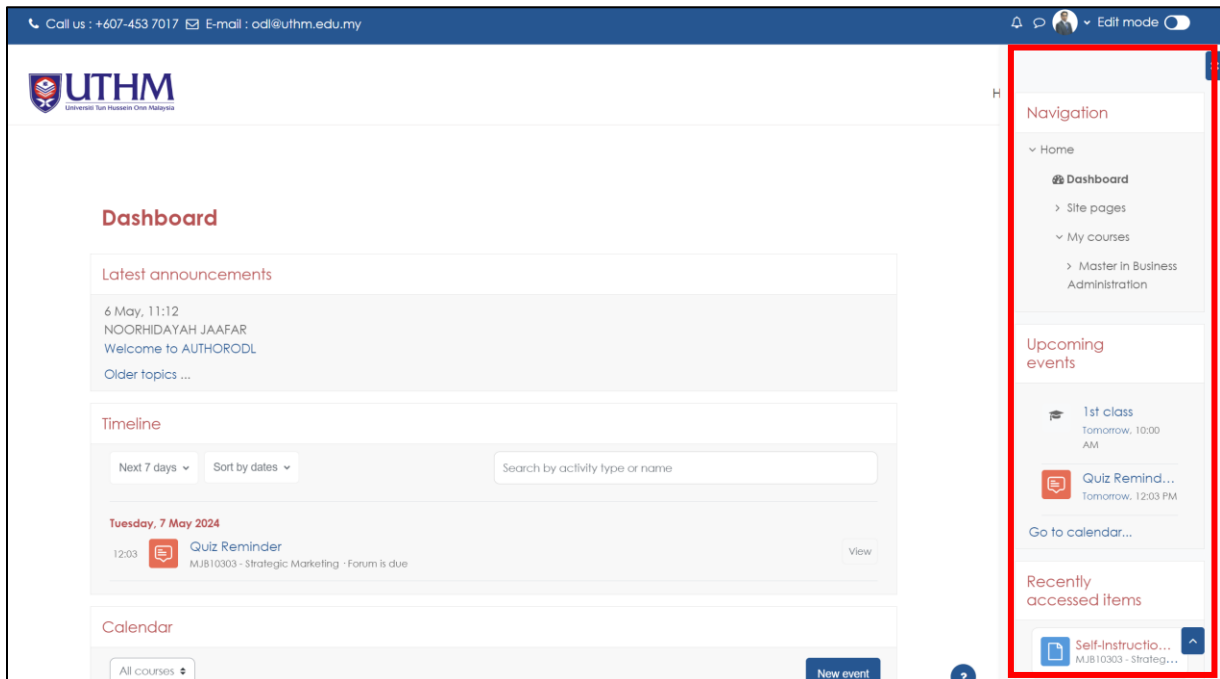 Call us : +607-453 7017 E-mail : odl@uthm.edu.my
Edit mode
UTHM
Universiti Tun Hussein Onn Malaysia
H
Dashboard
Latest announcements
6 May, 11:12
NOORHIDAYAH JAAFAR
Welcome to AUTHORODL
Older topics ...
Timeline
Next 7 days
Sort by dates
Search by activity type or name
Tuesday, 7 May 2024
12:03
Quiz Reminder
MJB10303 - Strategic Marketing · Forum is due
View
Calendar
All courses
New event
?
Navigation
Home
Dashboard
Site pages
My courses
Master in Business
Administration
Upcoming
events
1st class
Tomorrow, 10:00
AM
Quiz Remind...
Tomorrow, 12:03 PM
Go to calendar...
Recently
accessed items
Self-Instructio...
MJB10303 - Strateg...